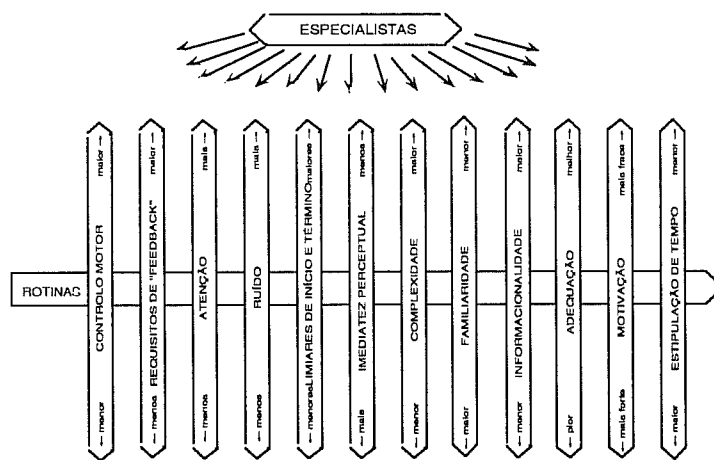 ESPECIALISTAS
ROTINAS
← menor CONTROLO MOTOR maior →
← menos REQUISITOS DE "FEEDBACK" maior →
← menos ATENÇÃO mais →
← menos RUÍDO mais →
← menores LIMIARES DE INÍCIO E TÉRMINO maiores →
← mais IMEDIATEZ PERCEPTUAL menos →
← menor COMPLEXIDADE maior →
← maior FAMILIARIDADE menor →
← menor INFORMACIONALIDADE maior →
← pior ADEQUAÇÃO melhor →
← mais forte MOTIVAÇÃO mais fraca →
← maior ESTIPULAÇÃO DE TEMPO menor →